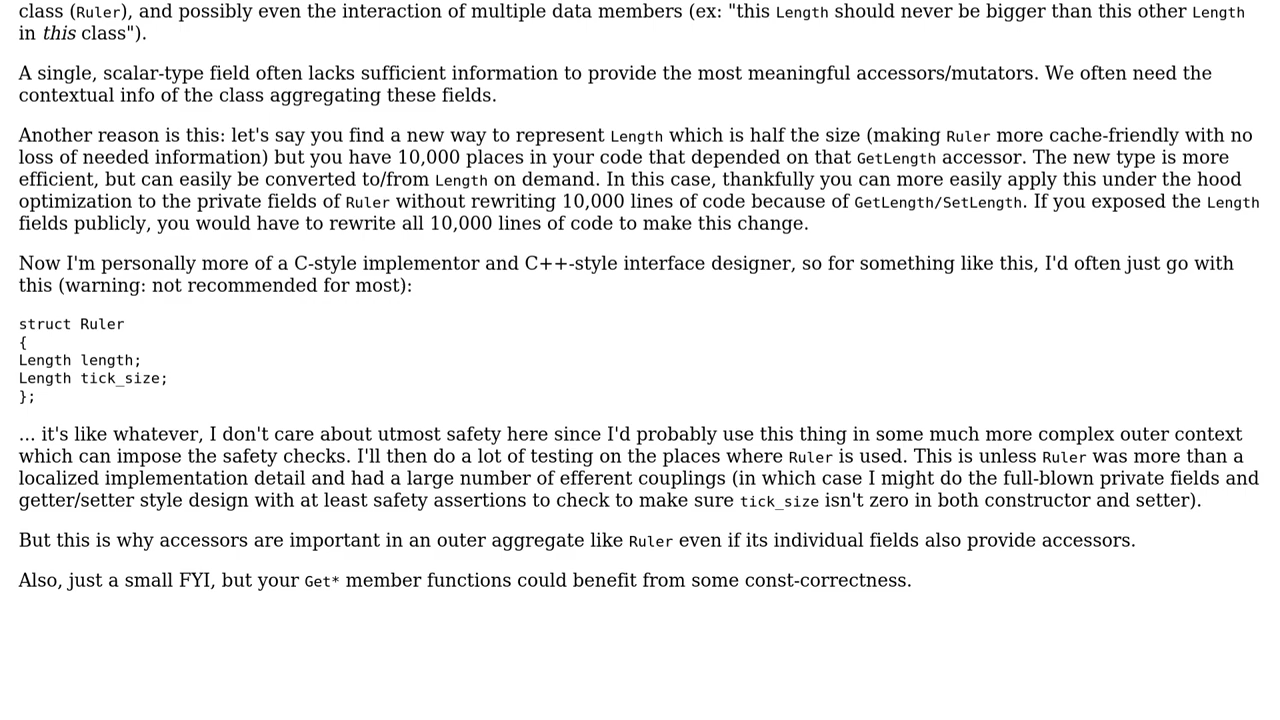 class (Ruler), and possibly even the interaction of multiple data members (ex: "this Length should never be bigger than this other Length
in this class").
A single, scalar-type field often lacks sufficient information to provide the most meaningful accessors/mutators. We often need the
contextual info of the class aggregating these fields.
Another reason is this: let's say you find a new way to represent Length which is half the size (making Ruler more cache-friendly with no
loss of needed information) but you have 10,000 places in your code that depended on that GetLength accessor. The new type is more
efficient, but can easily be converted to/from Length on demand. In this case, thankfully you can more easily apply this under the hood
optimization to the private fields of Ruler without rewriting 10,000 lines of code because of GetLength/SetLength. If you exposed the Length
fields publicly, you would have to rewrite all 10,000 lines of code to make this change.
Now I'm personally more of a C-style implementor and C++-style interface designer, so for something like this, I'd often just go with
this (warning: not recommended for most):
struct Ruler
{
Length length;
Length tick_size;
};
... it's like whatever, I don't care about utmost safety here since I'd probably use this thing in some much more complex outer context
which can impose the safety checks. I'll then do a lot of testing on the places where Ruler is used. This is unless Ruler was more than a
localized implementation detail and had a large number of efferent couplings (in which case I might do the full-blown private fields and
getter/setter style design with at least safety assertions to check to make sure tick_size isn't zero in both constructor and setter).
But this is why accessors are important in an outer aggregate like Ruler even if its individual fields also provide accessors.
Also, just a small FYI, but your Get* member functions could benefit from some const-correctness.